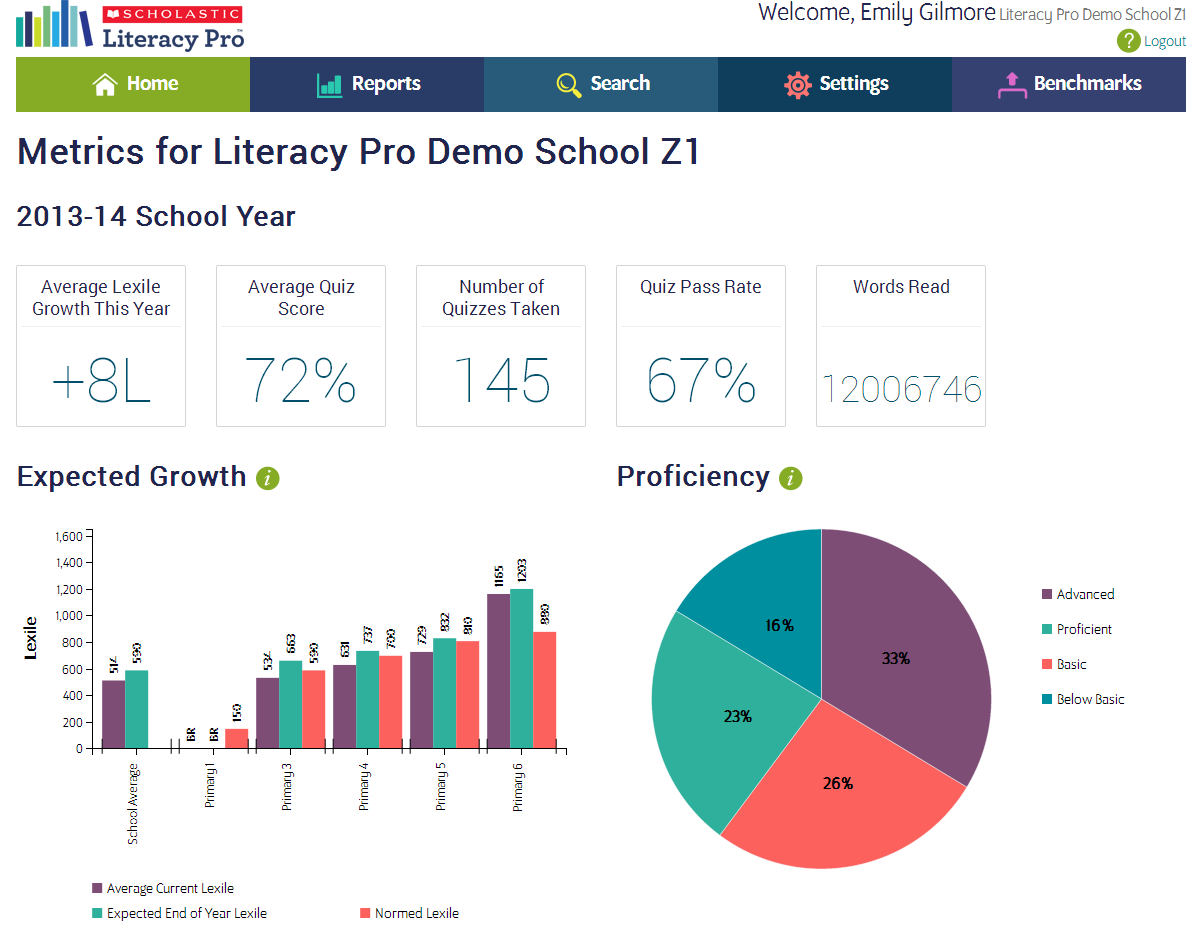 SCHOLASTIC
Literacy Pro™
Welcome, Emily Gilmore Literacy Pro Demo School Z1
? Logout
Home Reports Search Settings Benchmarks
Metrics for Literacy Pro Demo School Z1
2013-14 School Year
Average Lexile
Growth This Year
+8L
Average Quiz
Score
72%
Number of
Quizzes Taken
145
Quiz Pass Rate
67%
Words Read
12006746
Expected Growth i
Lexile
1,600
1,400
1,200
1,000
800
600
400
200
0
514 590
BR BR 150
534 663 590
631 737 700
729 832 810
1165 1203 880
School Average
Primary 1
Primary 3
Primary 4
Primary 5
Primary 6
Average Current Lexile
Expected End of Year Lexile
Normed Lexile
Proficiency i
16%
33%
23%
26%
Advanced
Proficient
Basic
Below Basic